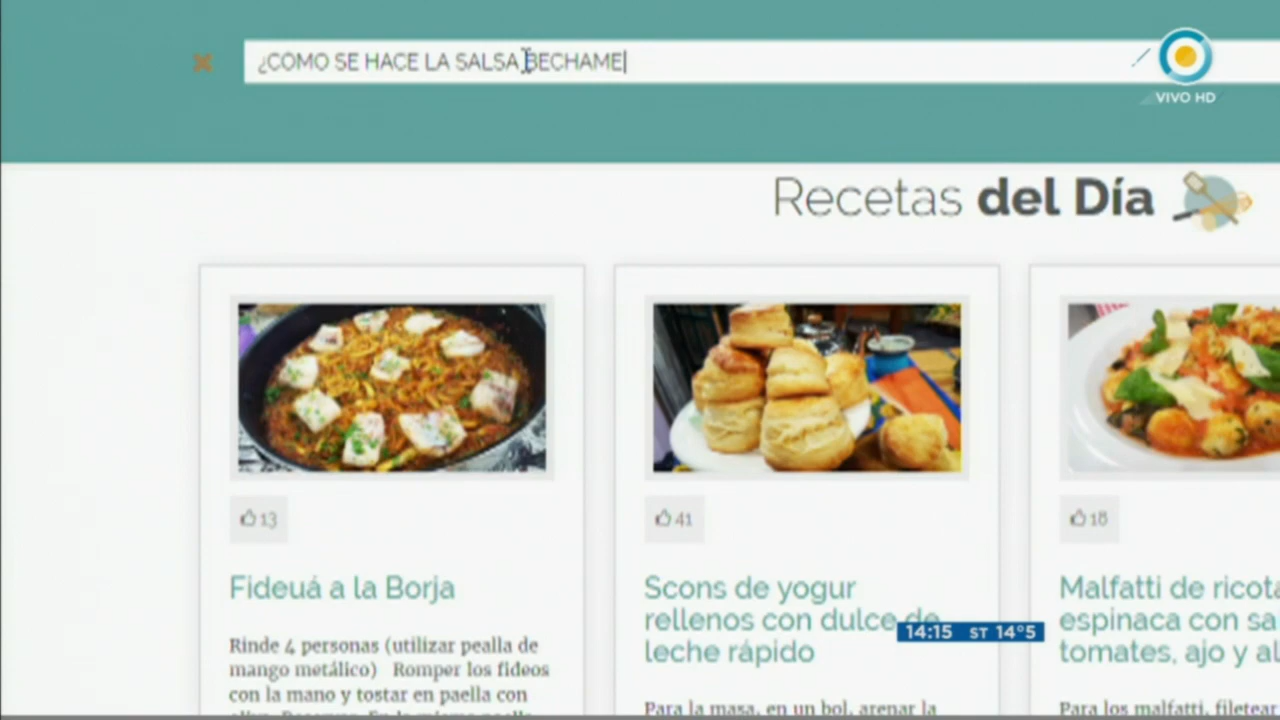 ¿COMO SE HACE LA SALSA BECHAME
VIVO HD
Recetas del Día
13
41
18
Fideuá a la Borja
Scons de yogur
rellenos con dulce de
leche rápido
Malfatti de ricota
espinaca con sa
tomates, ajo y al
14:15 ST 14°5
Rinde 4 personas (utilizar pealla de
mango metálico) Romper los fideos
con la mano y tostar en paella con
Para la masa, en un bol, arenar la
Para los malfatti, filetear